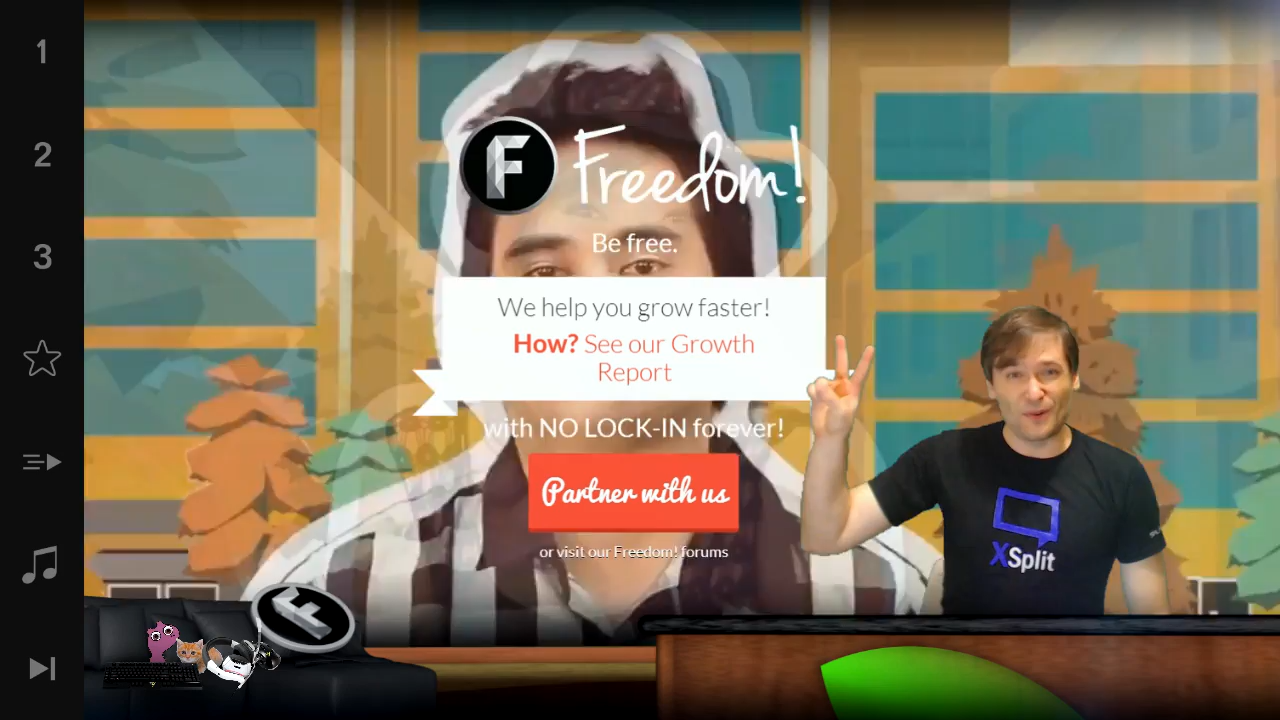 1
2
3
F Freedom!
Be free.
We help you grow faster!
How? See our Growth
Report
with NO LOCK-IN forever!
Partner with us
or visit our Freedom! forums
XSplit
F